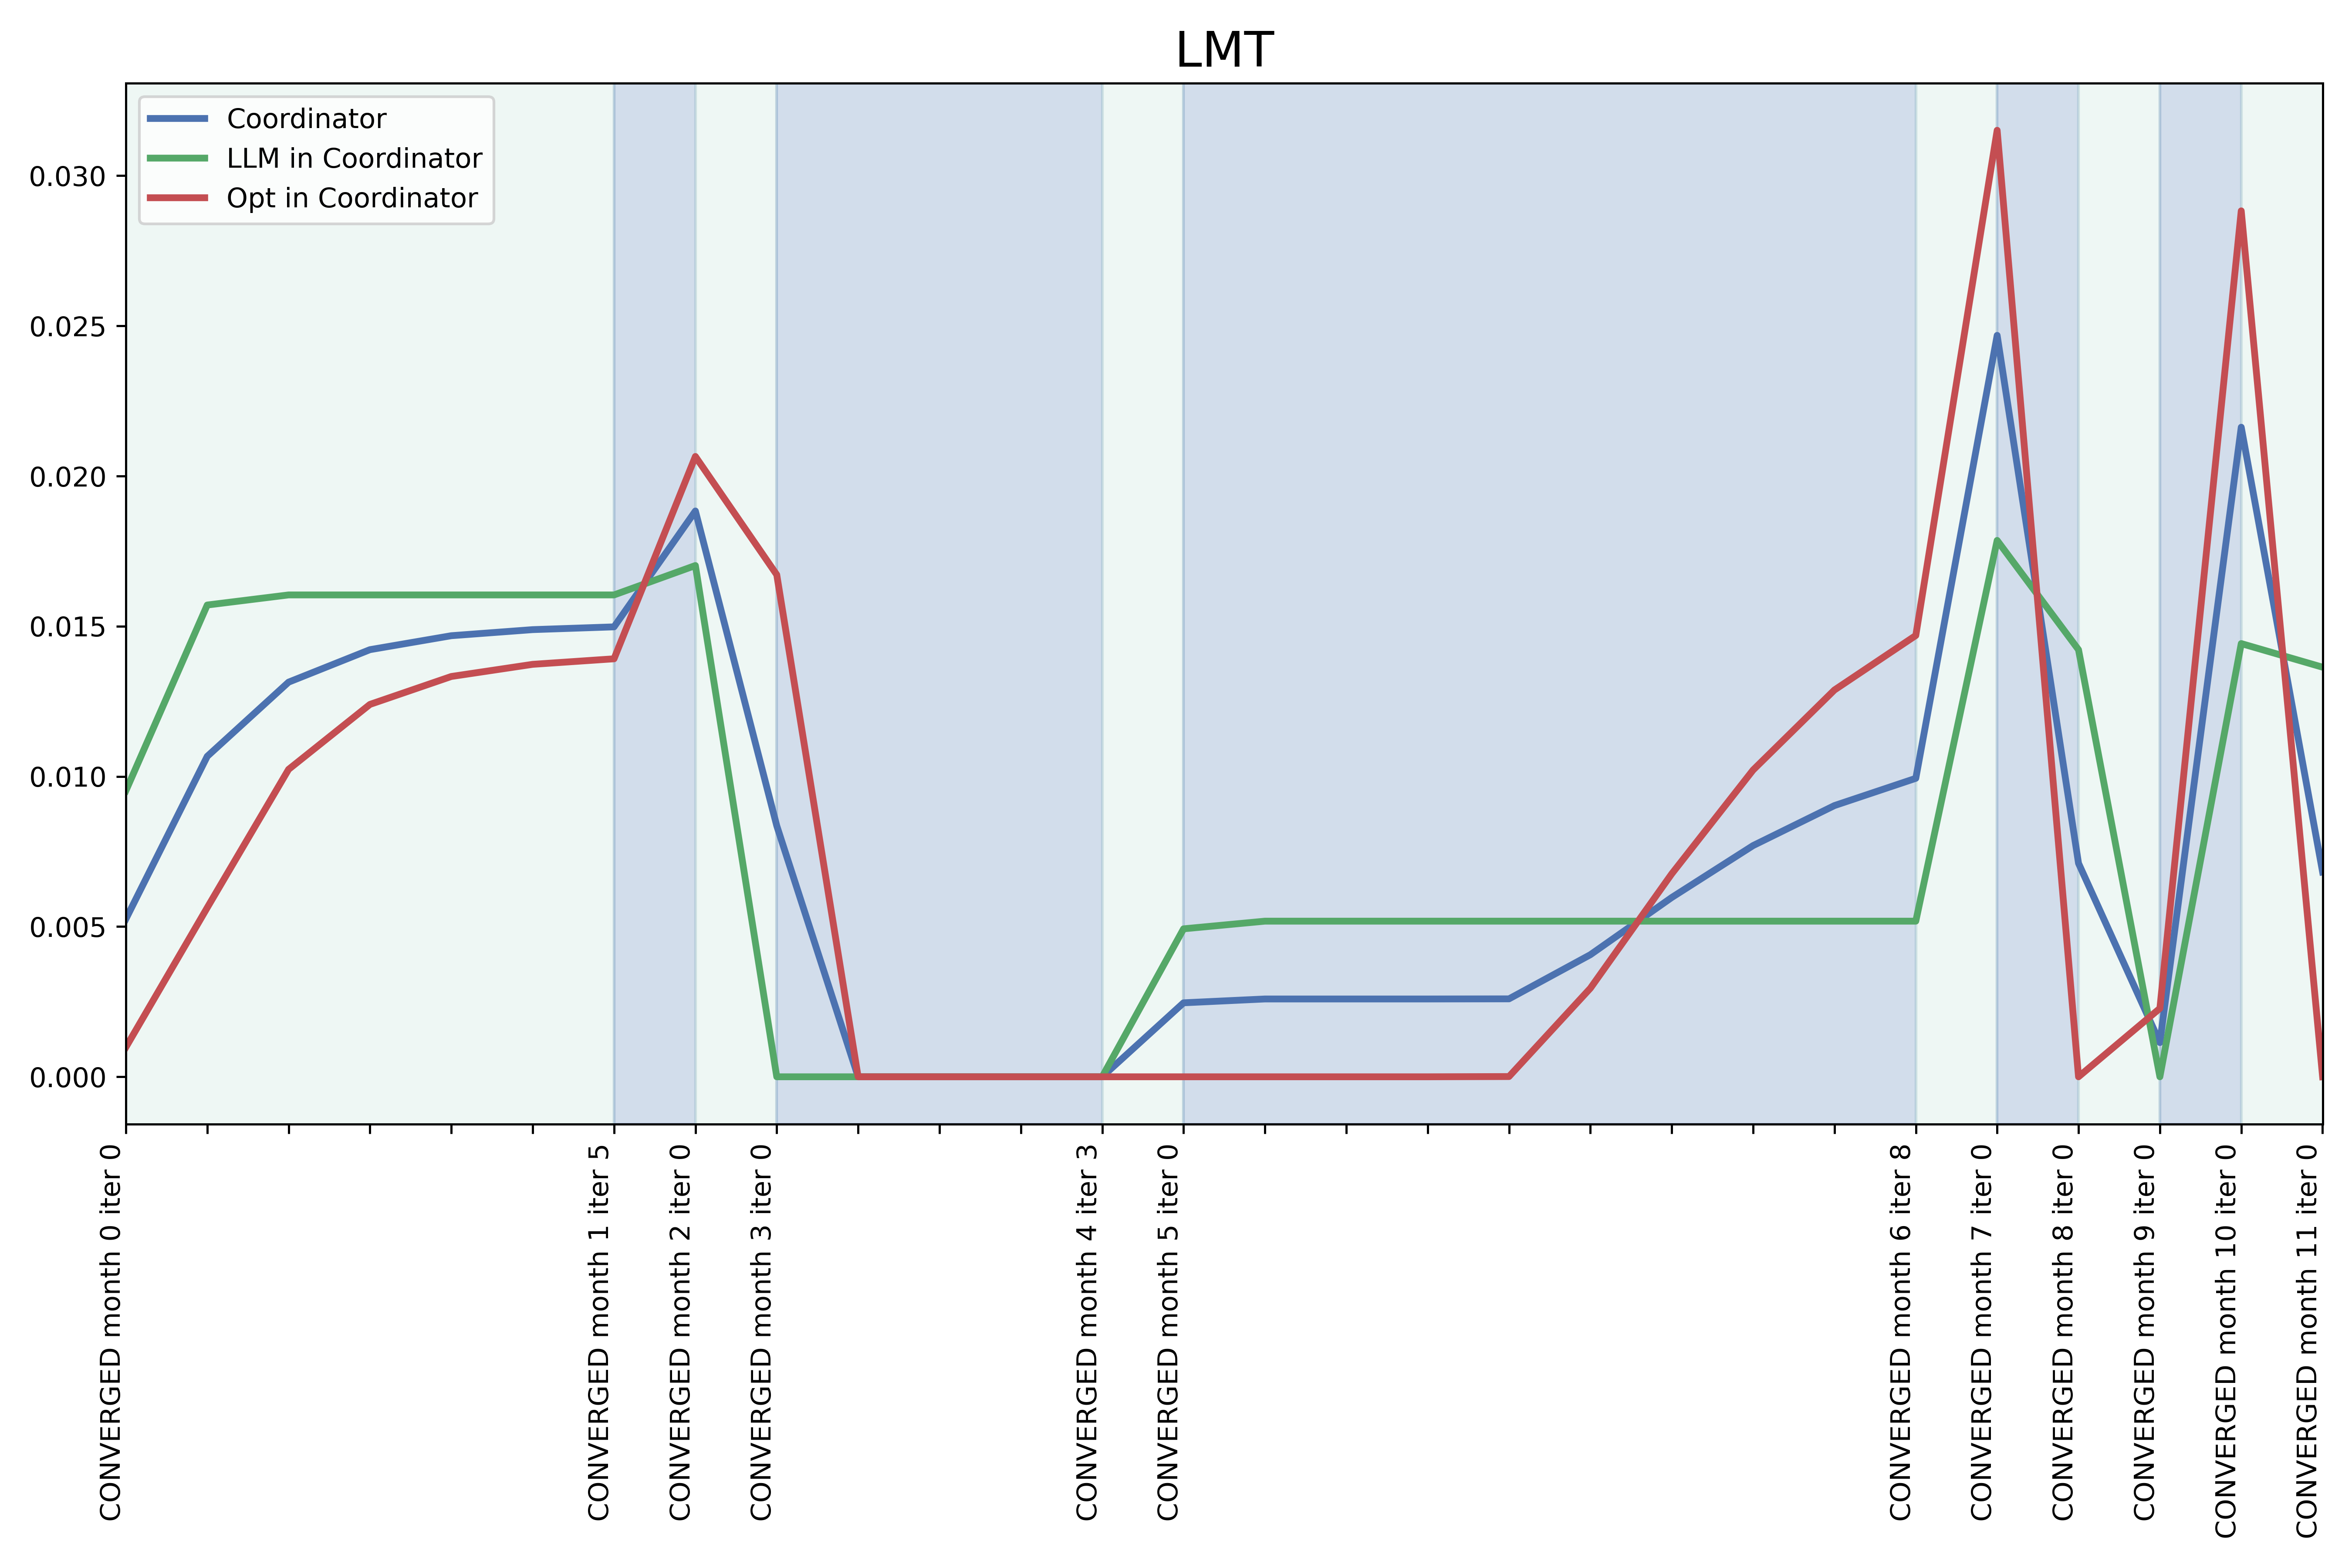 LMT
Coordinator
LLM in Coordinator
Opt in Coordinator
0.030
0.025
0.020
0.015
0.010
0.005
0.000
CONVERGED month 0 iter 0
CONVERGED month 1 iter 5
CONVERGED month 2 iter 0
CONVERGED month 3 iter 0
CONVERGED month 4 iter 3
CONVERGED month 5 iter 0
CONVERGED month 6 iter 8
CONVERGED month 7 iter 0
CONVERGED month 8 iter 0
CONVERGED month 9 iter 0
CONVERGED month 10 iter 0
CONVERGED month 11 iter 0